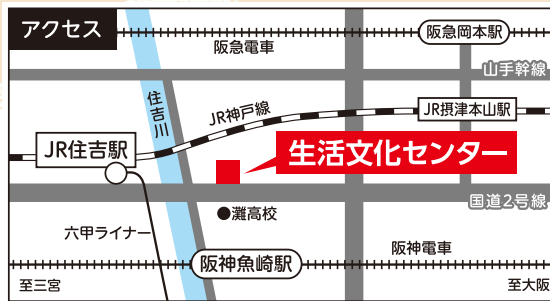 アクセス
阪急電車
阪急岡本駅
山手幹線
住吉川
JR神戸線
JR摂津本山駅
JR住吉駅
生活文化センター
国道2号線
●灘高校
六甲ライナー
阪神魚崎駅
阪神電車
至三宮
至大阪